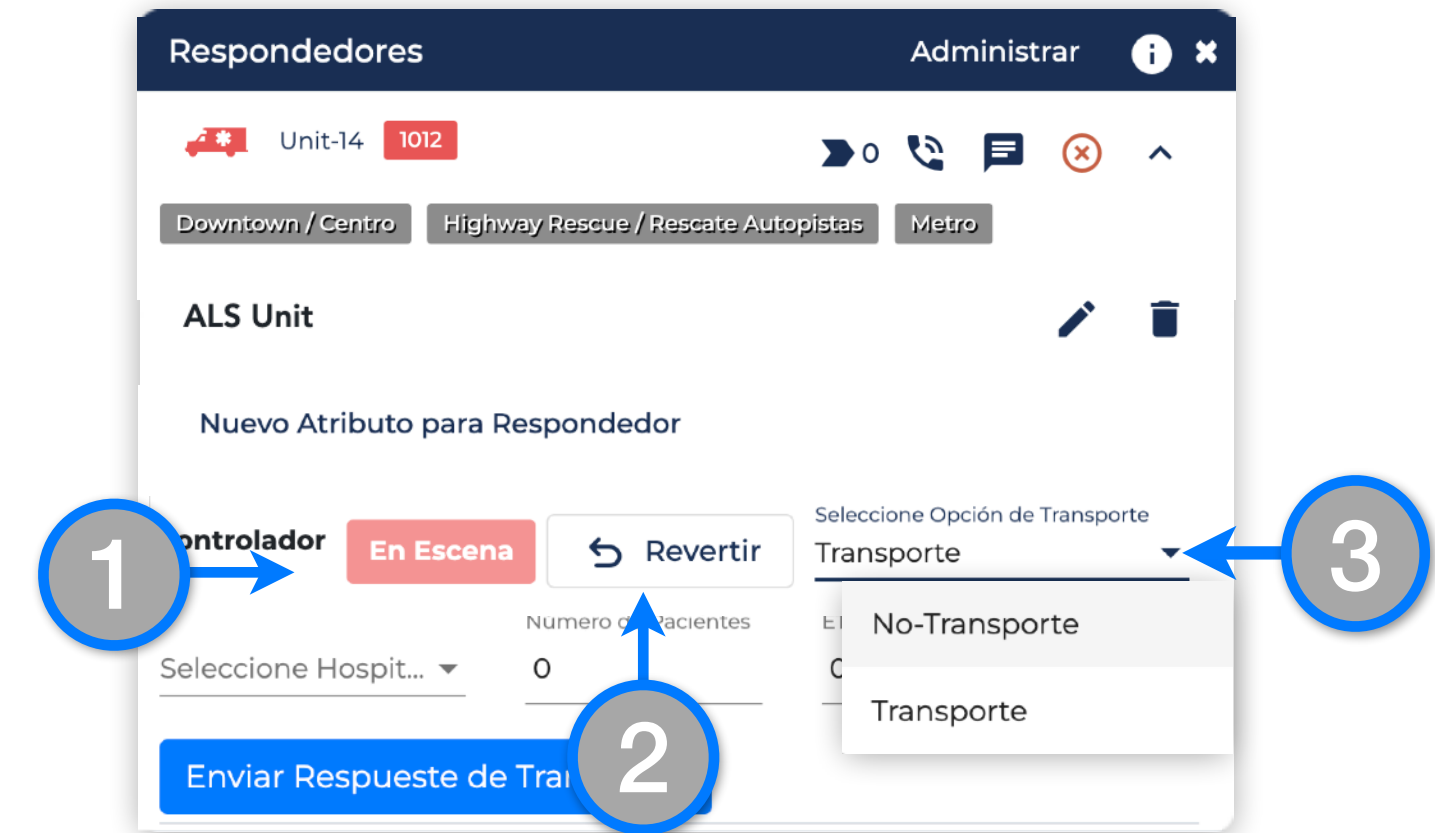 Respondedores Administrar i
Unit-14 1012 0
Downtown / Centro Highway Rescue / Rescate Autopistas Metro
ALS Unit
Nuevo Atributo para Respondedor
Seleccione Opción de Transporte
1 ontrolador En Escena Revertir Transporte 3
Número d Pacientes No-Transporte
Seleccione Hospit... 0
Transporte
Enviar Respueste de Tra 2